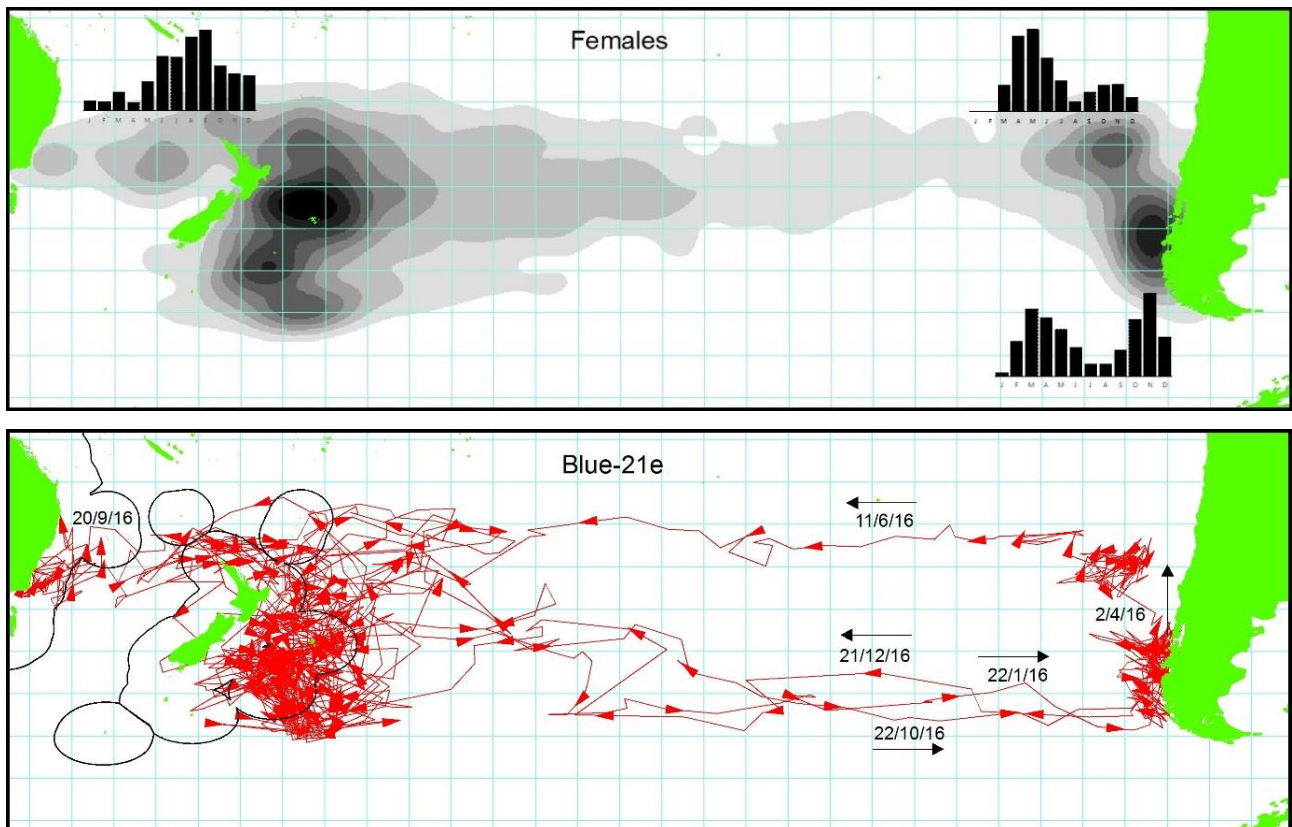 Females
J F M A M J J A S O N D
J F M A M J J A S O N D
J F M A M J J A S O N D
Blue-21e
20/9/16
11/6/16
2/4/16
21/12/16
22/1/16
22/10/16